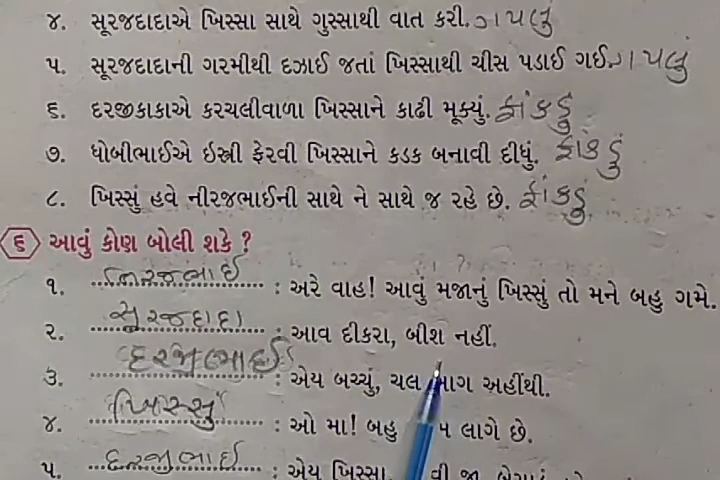 ૪. સૂરજદાદાએ ખિસ્સા સાથે ગુસ્સાથી વાત કરી. ગપલું
૫. સૂરજદાદાની ગરમીથી દઝાઈ જતાં ખિસ્સાથી ચીસ પડાઈ ગઈ. ગપલું
૬. દરજીકાકાએ કરચલીવાળા ખિસ્સાને કાઢી મૂક્યું. ફાંકડું
૭. ધોબીભાઈએ ઇસ્ત્રી ફેરવી ખિસ્સાને કડક બનાવી દીધું. ફાંકડું
૮. ખિસ્સું હવે નીરજભાઈની સાથે ને સાથે જ રહે છે. ફાંકડું
૬ આવું કોણ બોલી શકે ?
૧. નિરજભાઈ : અરે વાહ! આવું મજાનું ખિસ્સું તો મને બહુ ગમે.
૨. સૂરજદાદા : આવ દીકરા, બીશ નહીં.
૩. દરજીભાઈ : એય બચ્ચું, ચલ ભાગ અહીંથી.
૪. ખિસ્સું : ઓ મા! બહુ લાગે છે.
૫. દરજીભાઈ : એય ખિસ્સા,